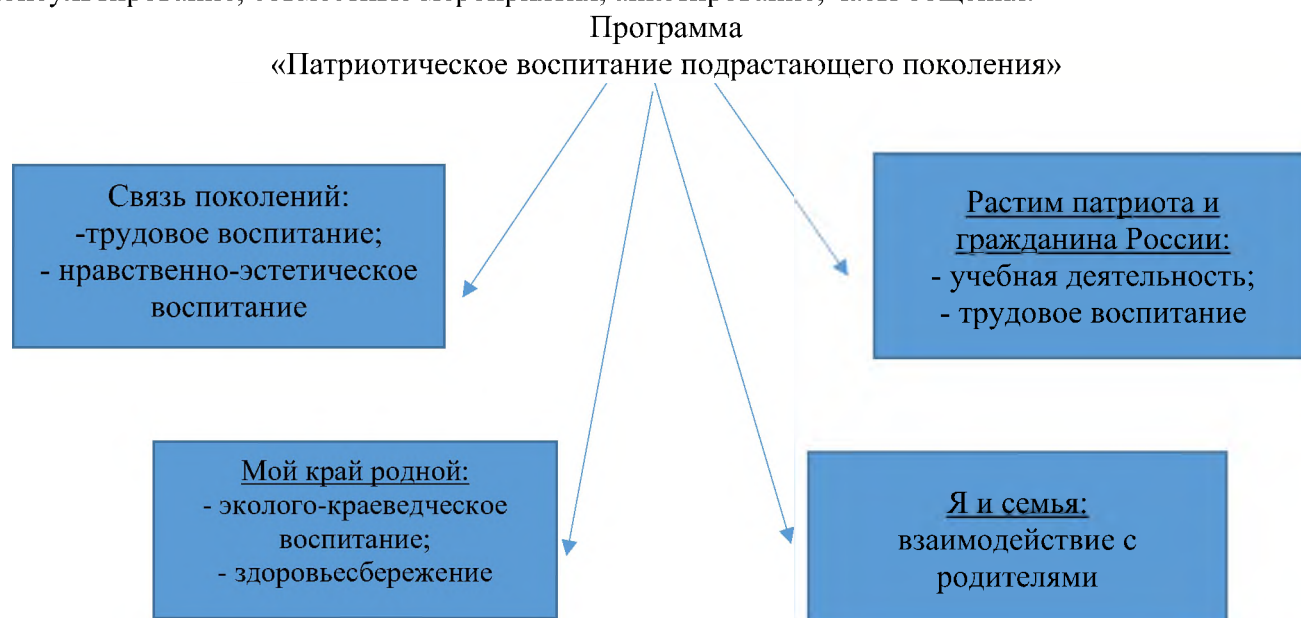 Программа
«Патриотическое воспитание подрастающего поколения»
Связь поколений:
-трудовое воспитание;
- нравственно-эстетическое
воспитание
Растим патриота и
гражданина России:
- учебная деятельность;
- трудовое воспитание
Мой край родной:
- эколого-краеведческое
воспитание;
- здоровьесбережение
Я и семья:
взаимодействие с
родителями